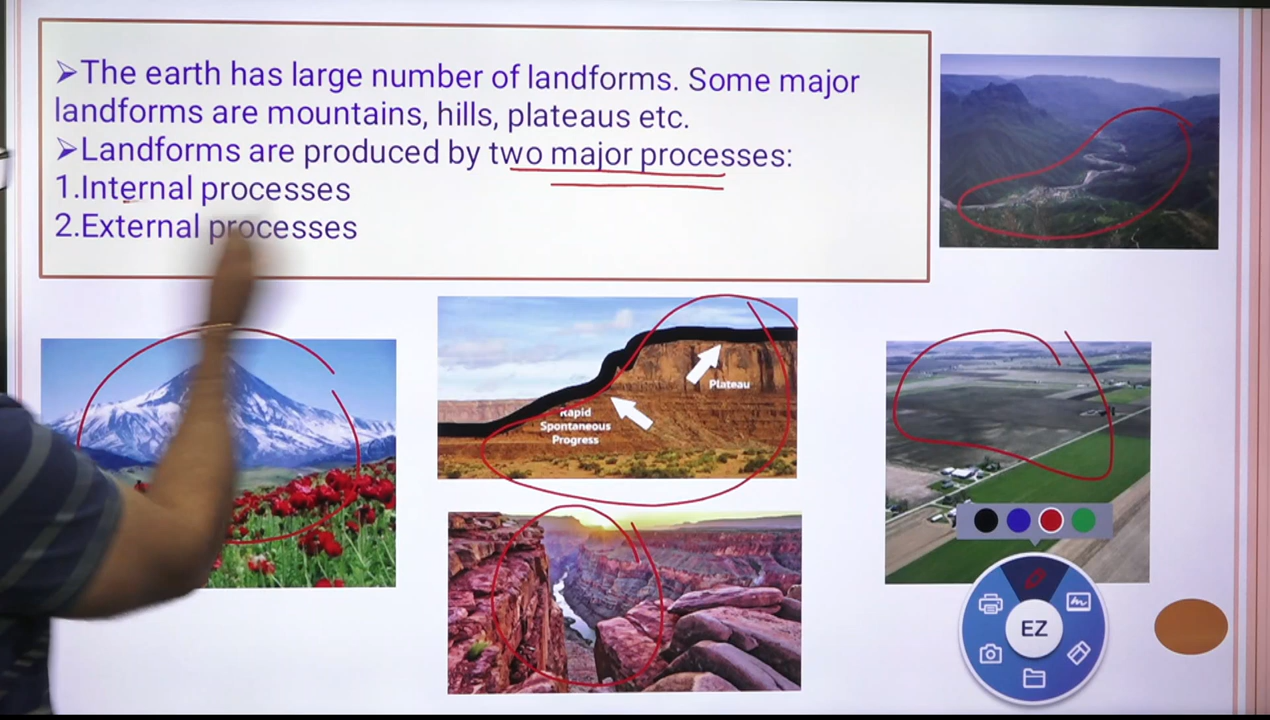 ➢The earth has large number of landforms. Some major
landforms are mountains, hills, plateaus etc.
➢Landforms are produced by two major processes:
1.Internal processes
2.External processes
Plateau
Rapid
Spontaneous
Progress
EZ